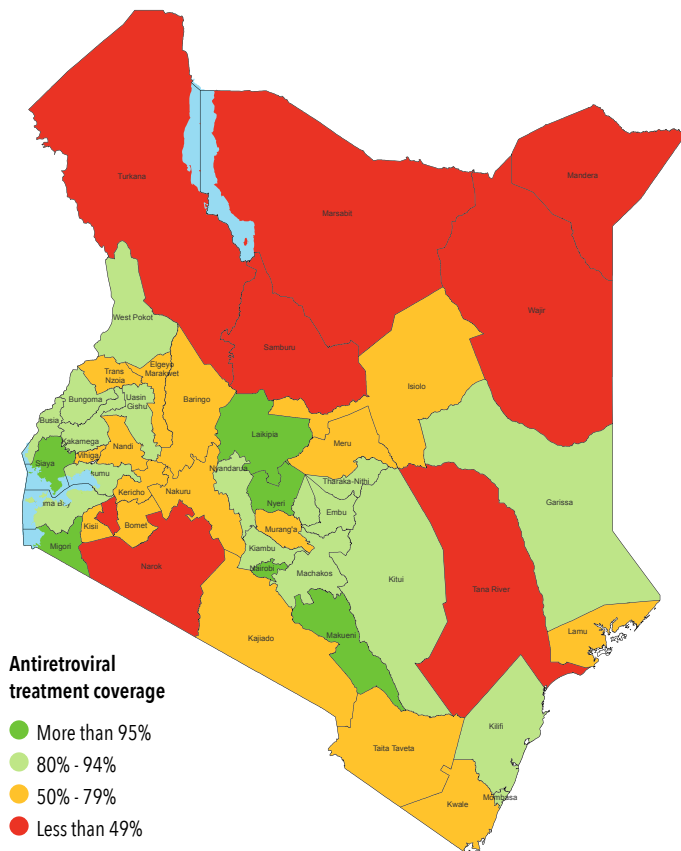 Turkana
Mandera
Marsabit
Wajir
West Pokot
Samburu
Elgeyo
Marakwet
Trans
Nzoia
Isiolo
Baringo
Bungoma
Uasin
Gishu
Busia
Laikipia
Kakamega
Nandi
Meru
Vihiga
Siaya
Nyandarua
umu
Tharaka-Nithi
Kericho
Nakuru
Nyeri
Garissa
ma B
Embu
Kisii
Bomet
Murang'a
Migori
Kiambu
Narok
Nairobi
Machakos
Kitui
Tana River
Lamu
Makueni
Kajiado
Antiretroviral
treatment coverage
More than 95%
80% - 94%
50% - 79%
Less than 49%
Kilifi
Taita Taveta
Mombasa
Kwale